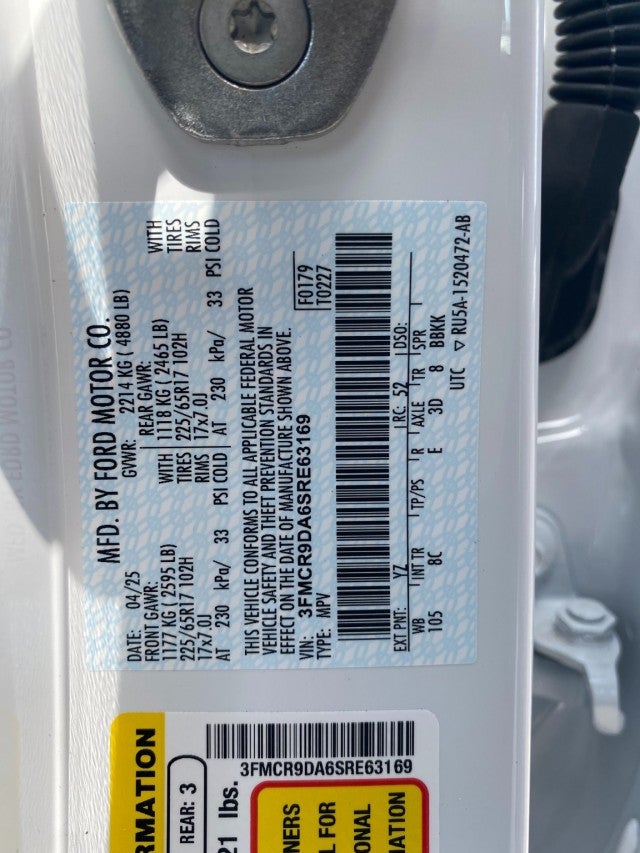 MFD. BY FORD MOTOR CO.
DATE: 04/25 GVWR: 2214 KG ( 4880 LB)
FRONT GAWR: REAR GAWR:
1177 KG ( 2595 LB) WITH 1118 KG ( 2465 LB) WITH
225/65R17 102H TIRES 225/65R17 102H TIRES
17x7.0J RIMS 17x7.0J RIMS
AT 230 kPa/ 33 PSI COLD AT 230 kPa/ 33 PSI COLD
THIS VEHICLE CONFORMS TO ALL APPLICABLE FEDERAL MOTOR
VEHICLE SAFETY AND THEFT PREVENTION STANDARDS IN
EFFECT ON THE DATE OF MANUFACTURE SHOWN ABOVE.
VIN: 3FMCR9DA6SRE63169 F0179
TYPE: MPV T0227
EXT PNT: YZ RC: 52 DSO:
WB INT TR TP/PS R AXLE TR SPR
105 8C E 3D 8 BBKK
UTC ▽ RU5A-1520472-AB
3FMCR9DA6SRE63169
RMATION
REAR: 3
21 lbs.
NERS
L FOR
IONAL
ATION